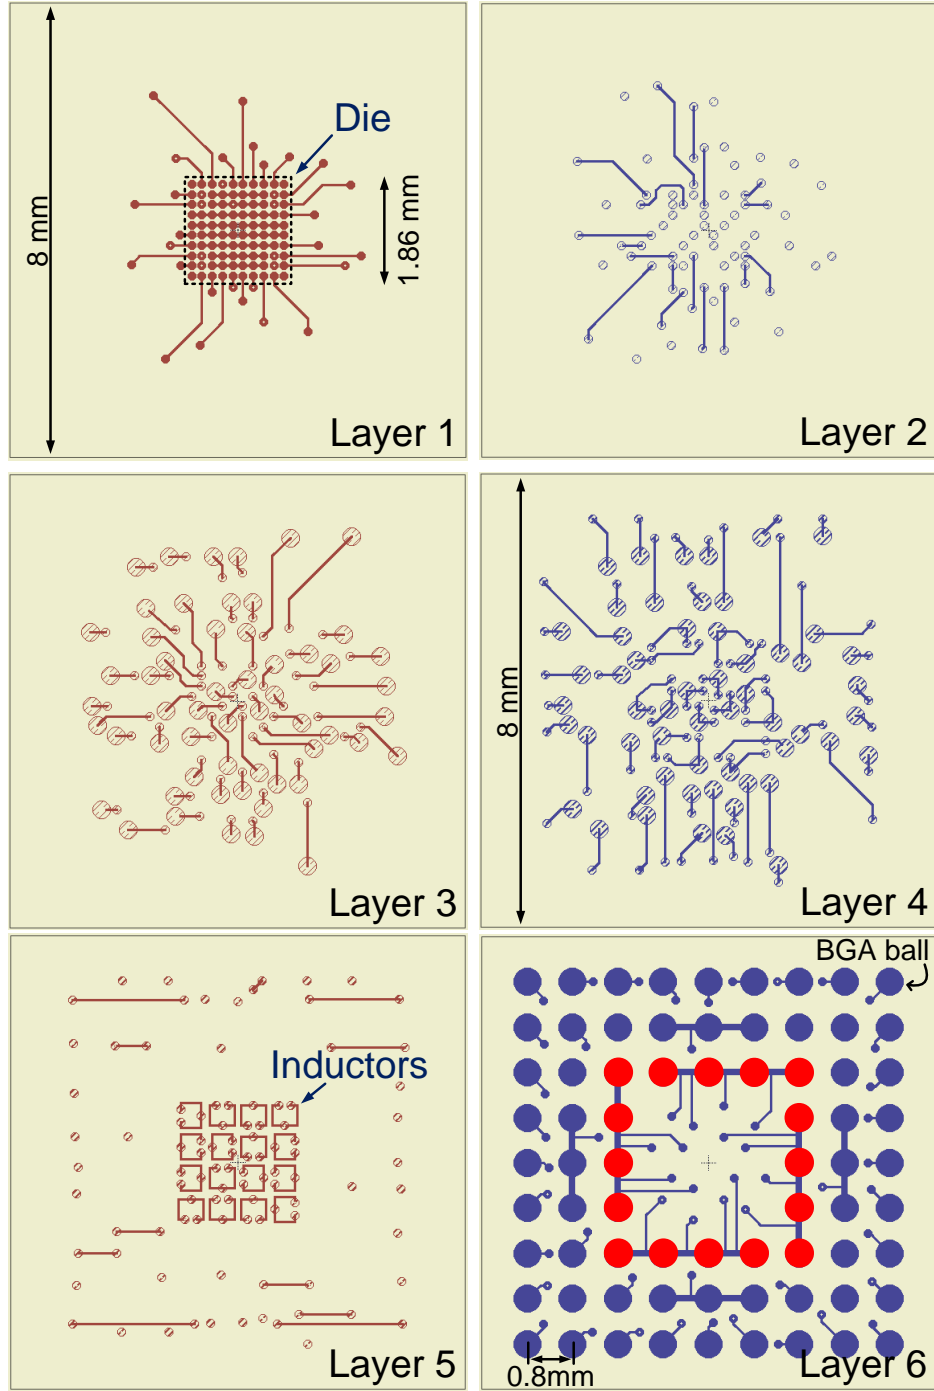 Die
8 mm
1.86 mm
Layer 1
Layer 2
Layer 3
8 mm
Layer 4
Inductors
Layer 5
BGA ball
0.8mm
Layer 6